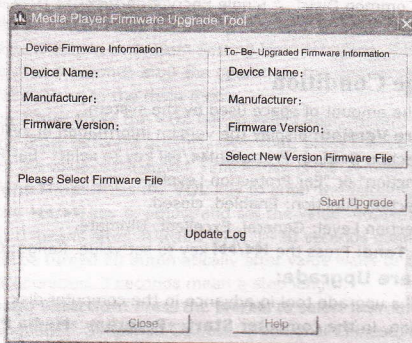 Media Player Firmware Upgrade Tool
Device Firmware Information
Device Name:
Manufacturer:
Firmware Version:
To-Be-Upgraded Firmware Information
Device Name:
Manufacturer:
Firmware Version:
Select New Version Firmware File
Please Select Firmware File
Start Upgrade
Update Log
Close
Help